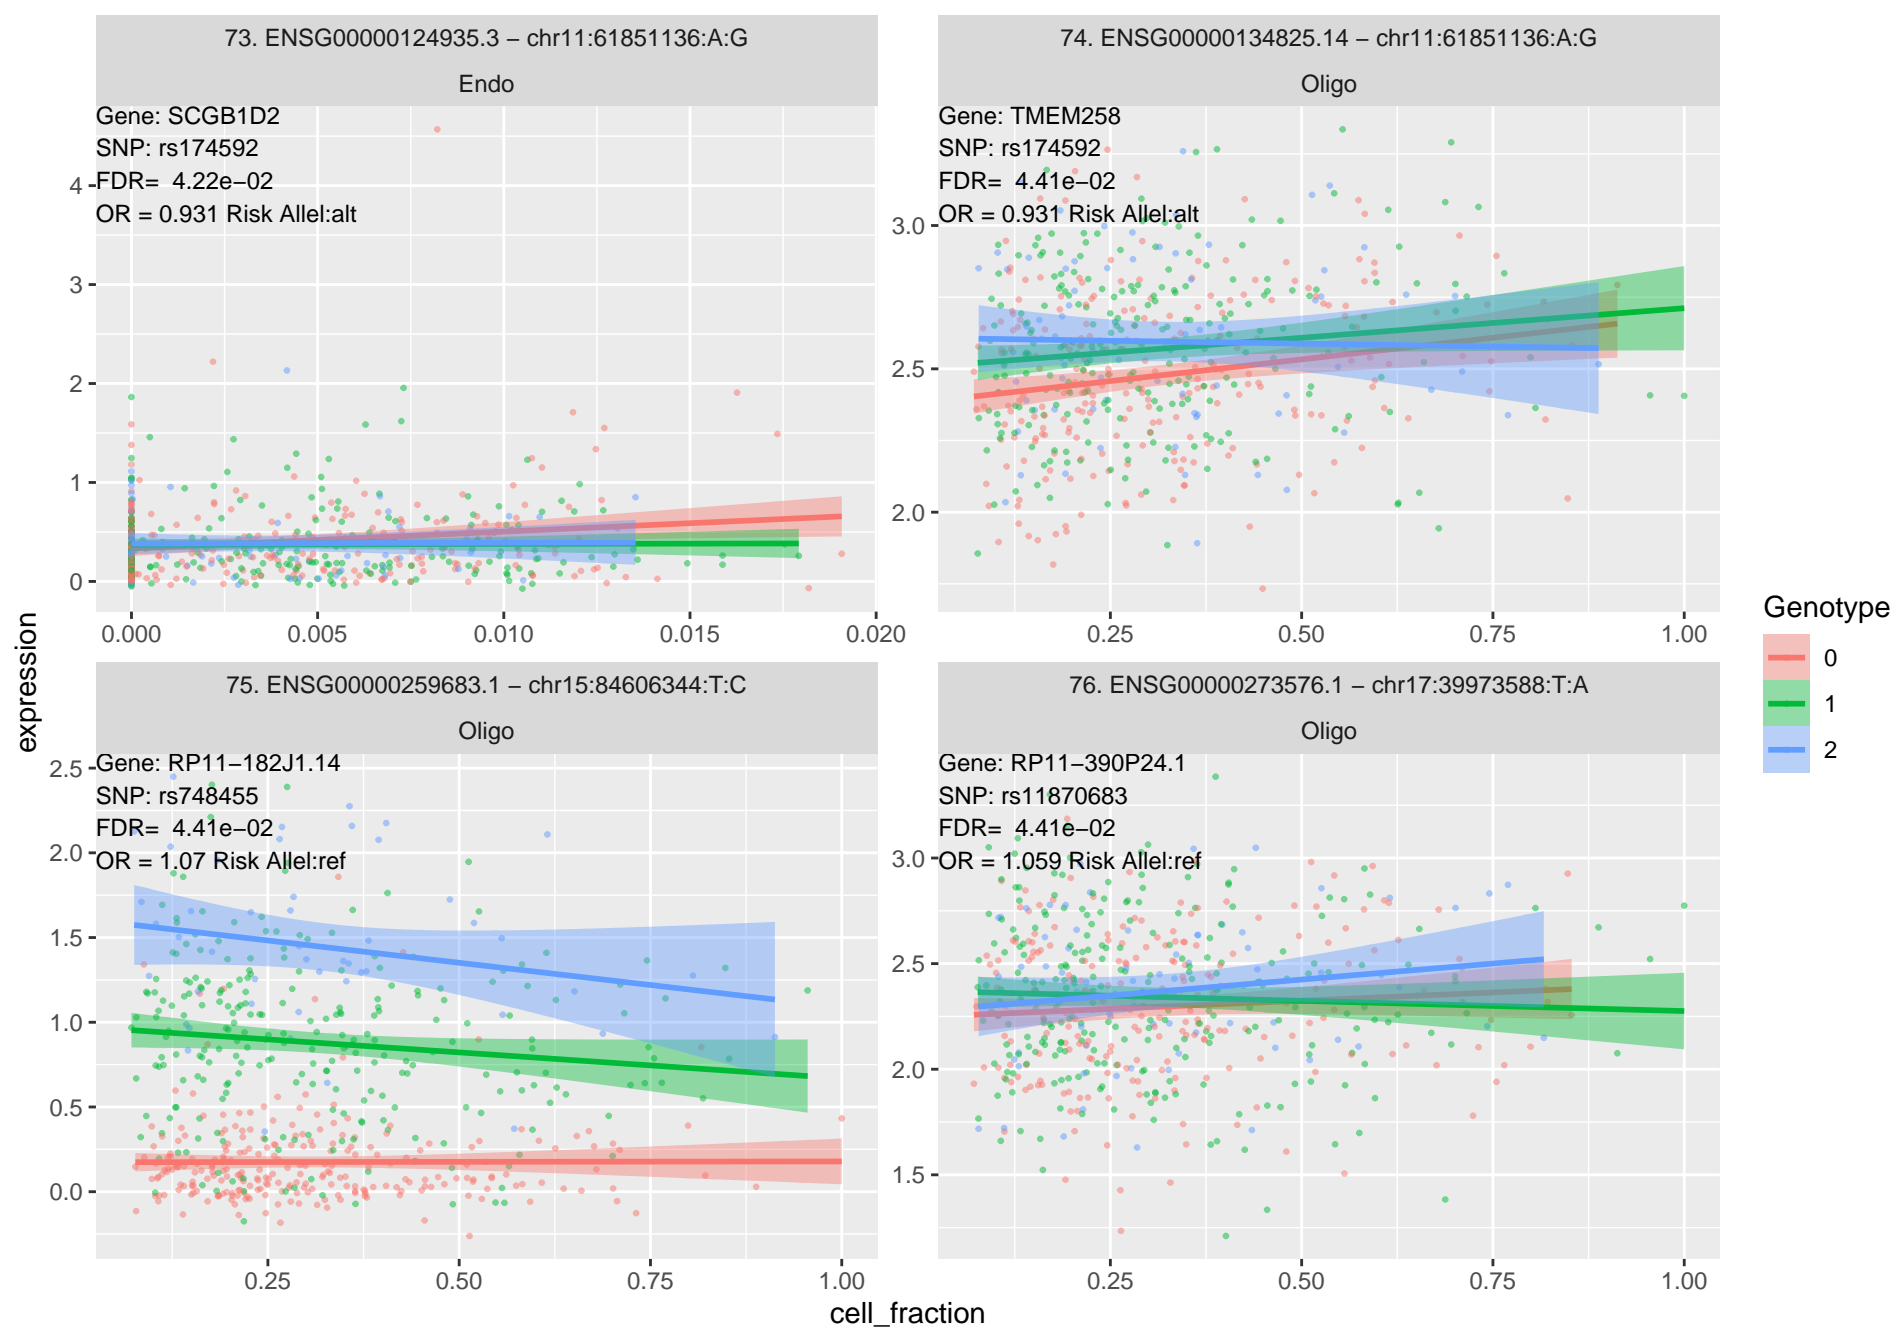 73. ENSG00000124935.3 − chr11:61851136:A:G
Endo
Gene: SCGB1D2
SNP: rs174592
FDR=  4.22e−02
OR = 0.931 Risk Allel:alt
4
3
2
1
0
0.000 0.005 0.010 0.015 0.020
74. ENSG00000134825.14 − chr11:61851136:A:G
Oligo
Gene: TMEM258
SNP: rs174592
FDR=  4.41e−02
OR = 0.931 Risk Allel:alt
3.0
2.5
2.0
0.25 0.50 0.75 1.00
75. ENSG00000259683.1 − chr15:84606344:T:C
Oligo
Gene: RP11−182J1.14
SNP: rs748455
FDR=  4.41e−02
OR = 1.07 Risk Allel:ref
2.5
2.0
1.5
1.0
0.5
0.0
0.25 0.50 0.75 1.00
76. ENSG00000273576.1 − chr17:39973588:T:A
Oligo
Gene: RP11−390P24.1
SNP: rs11870683
FDR=  4.41e−02
OR = 1.059 Risk Allel:ref
3.0
2.5
2.0
1.5
0.25 0.50 0.75 1.00
expression
cell_fraction
Genotype
0
1
2